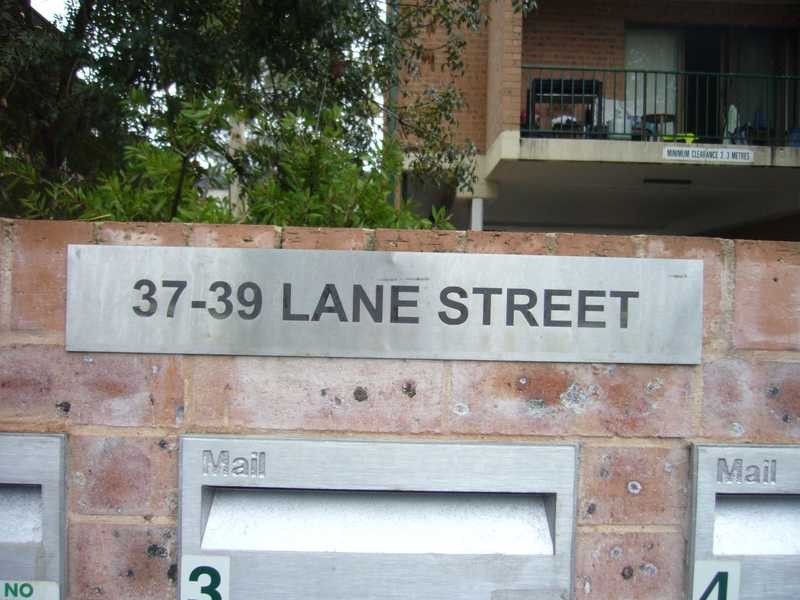 MINIMUM CLEARANCE 2.3 METRES
37-39 LANE STREET
Mail
Mail
3
4
NO